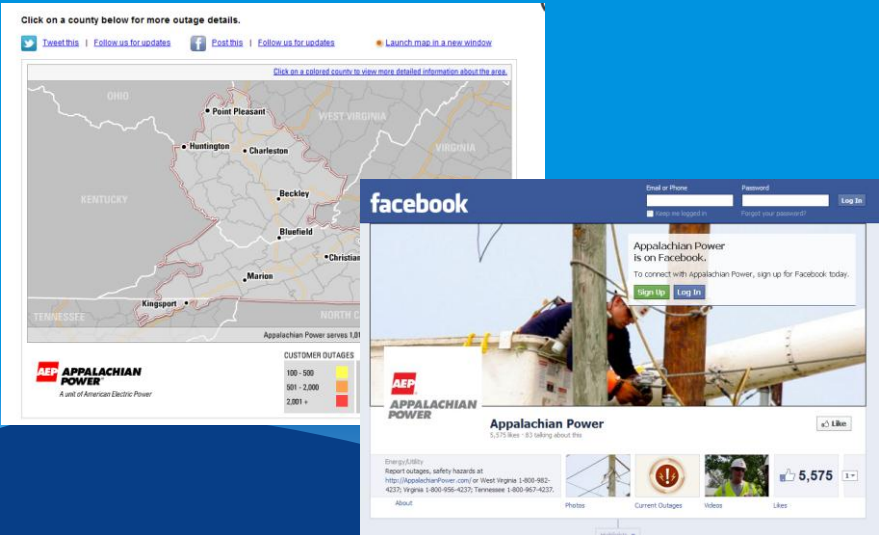 Click on a county below for more outage details.
Tweet this | Follow us for updates Post this | Follow us for updates Launch map in a new window
Click on a colored county to view more detailed information about the area.
OHIO
Point Pleasant
WEST VIRGINIA
Huntington
Charleston
VIRGINIA
KENTUCKY
Beckley
Bluefield
Christian
Marion
Kingsport
TENNESSEE
NORTH C
Appalachian Power serves 1,01
AEP APPALACHIAN
POWER
A unit of American Electric Power
CUSTOMER OUTAGES
100 - 500
501 - 2,000
2,001 +
facebook
Email or Phone Password
Log In
Keep me logged in Forgot your password?
Appalachian Power
is on Facebook.
To connect with Appalachian Power, sign up for Facebook today.
Sign Up Log In
AEP
APPALACHIAN
POWER
Appalachian Power
5,575 likes · 83 talking about this
Like
Energy/Utility
Report outages, safety hazards at
http://AppalachianPower.com/ or West Virginia 1-800-982-
4237; Virginia 1-800-956-4237; Tennessee 1-800-967-4237.
About
5,575
1
Photos Current Outages Videos Likes